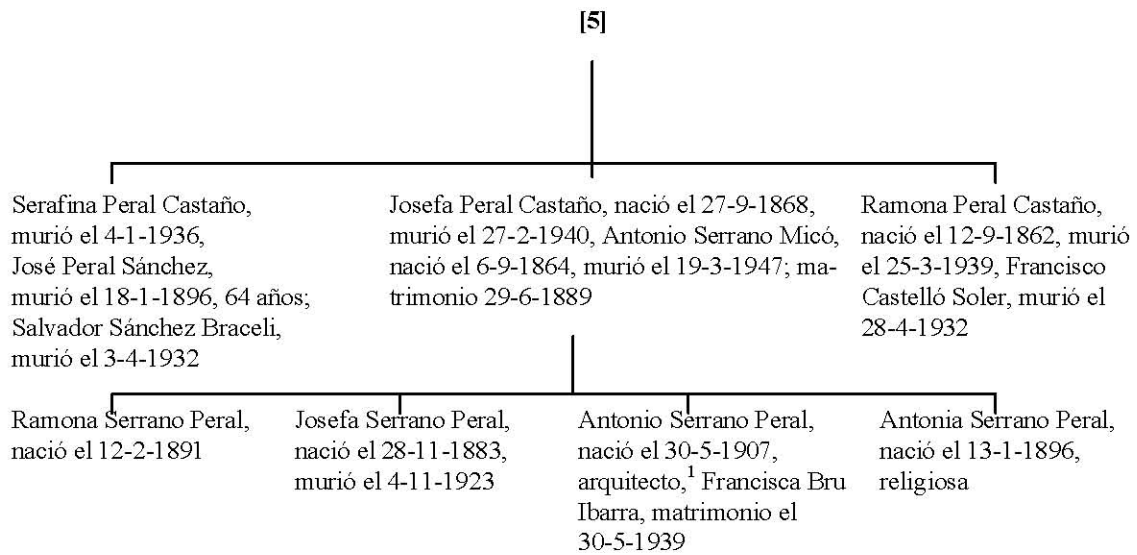 [5]
Serafina Peral Castaño,
murió el 4-1-1936,
José Peral Sánchez,
murió el 18-1-1896, 64 años;
Salvador Sánchez Braceli,
murió el 3-4-1932
Josefa Peral Castaño, nació el 27-9-1868,
murió el 27-2-1940, Antonio Serrano Micó,
nació el 6-9-1864, murió el 19-3-1947; ma-
trimonio 29-6-1889
Ramona Peral Castaño,
nació el 12-9-1862, murió
el 25-3-1939, Francisco
Castelló Soler, murió el
28-4-1932
Ramona Serrano Peral,
nació el 12-2-1891
Josefa Serrano Peral,
nació el 28-11-1883,
murió el 4-11-1923
Antonio Serrano Peral,
nació el 30-5-1907,
arquitecto,¹ Francisca Bru
Ibarra, matrimonio el
30-5-1939
Antonia Serrano Peral,
nació el 13-1-1896,
religiosa